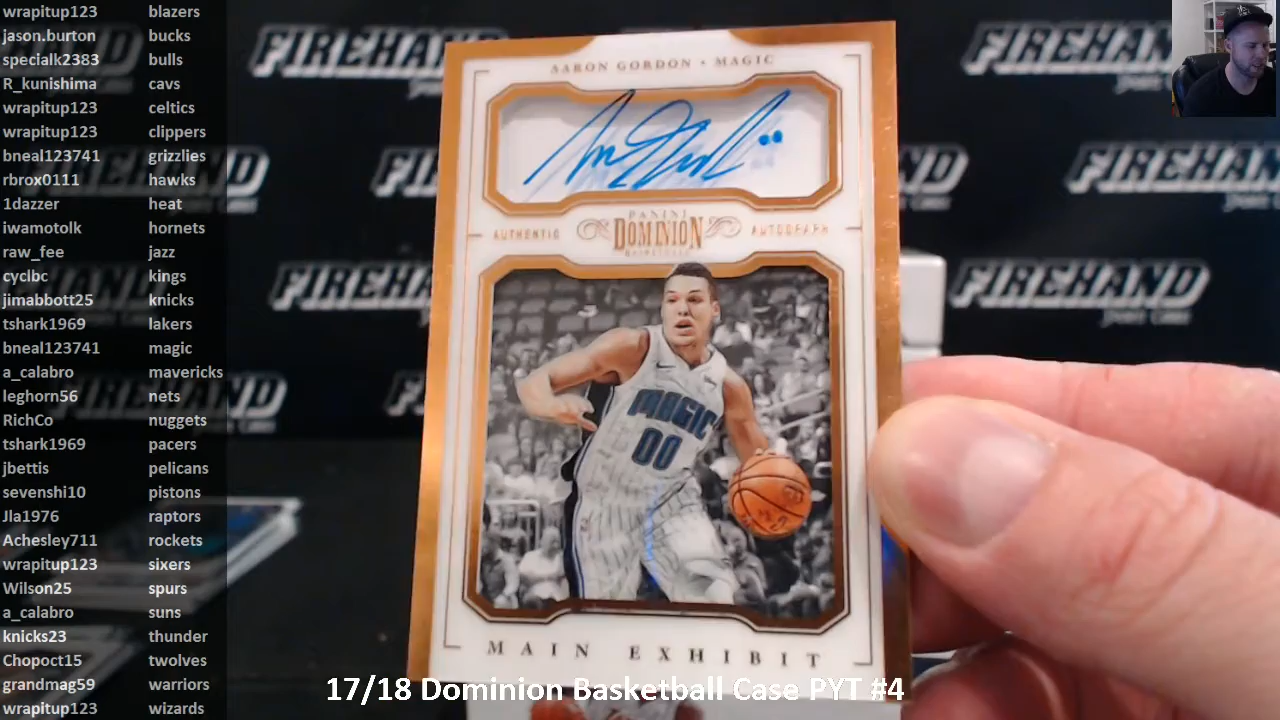 wrapitup123 blazers
jason.burton bucks
specialk2383 bulls
R_kunishima cavs
wrapitup123 celtics
wrapitup123 clippers
bneal123741 grizzlies
rbrox0111 hawks
1dazzer heat
iwamotolk hornets
raw_fee jazz
cyclbc kings
jimabbott25 knicks
tshark1969 lakers
bneal123741 magic
a_calabro mavericks
leghorn56 nets
RichCo nuggets
tshark1969 pacers
jbettis pelicans
sevenshi10 pistons
Jla1976 raptors
Achesley711 rockets
wrapitup123 sixers
Wilson25 spurs
a_calabro suns
knicks23 thunder
Chopoct15 twolves
grandmag59 warriors
wrapitup123 wizards
FIREHAND
FIREHAND
FIREHAND
FIREHAND
FIREHAND
AARON GORDON • MAGIC
PANINI
AUTHENTIC DOMINION AUTOGRAPH
BASKETBALL
MAGIC
00
MAIN EXHIBIT
17/18 Dominion Basketball Case PYT #4